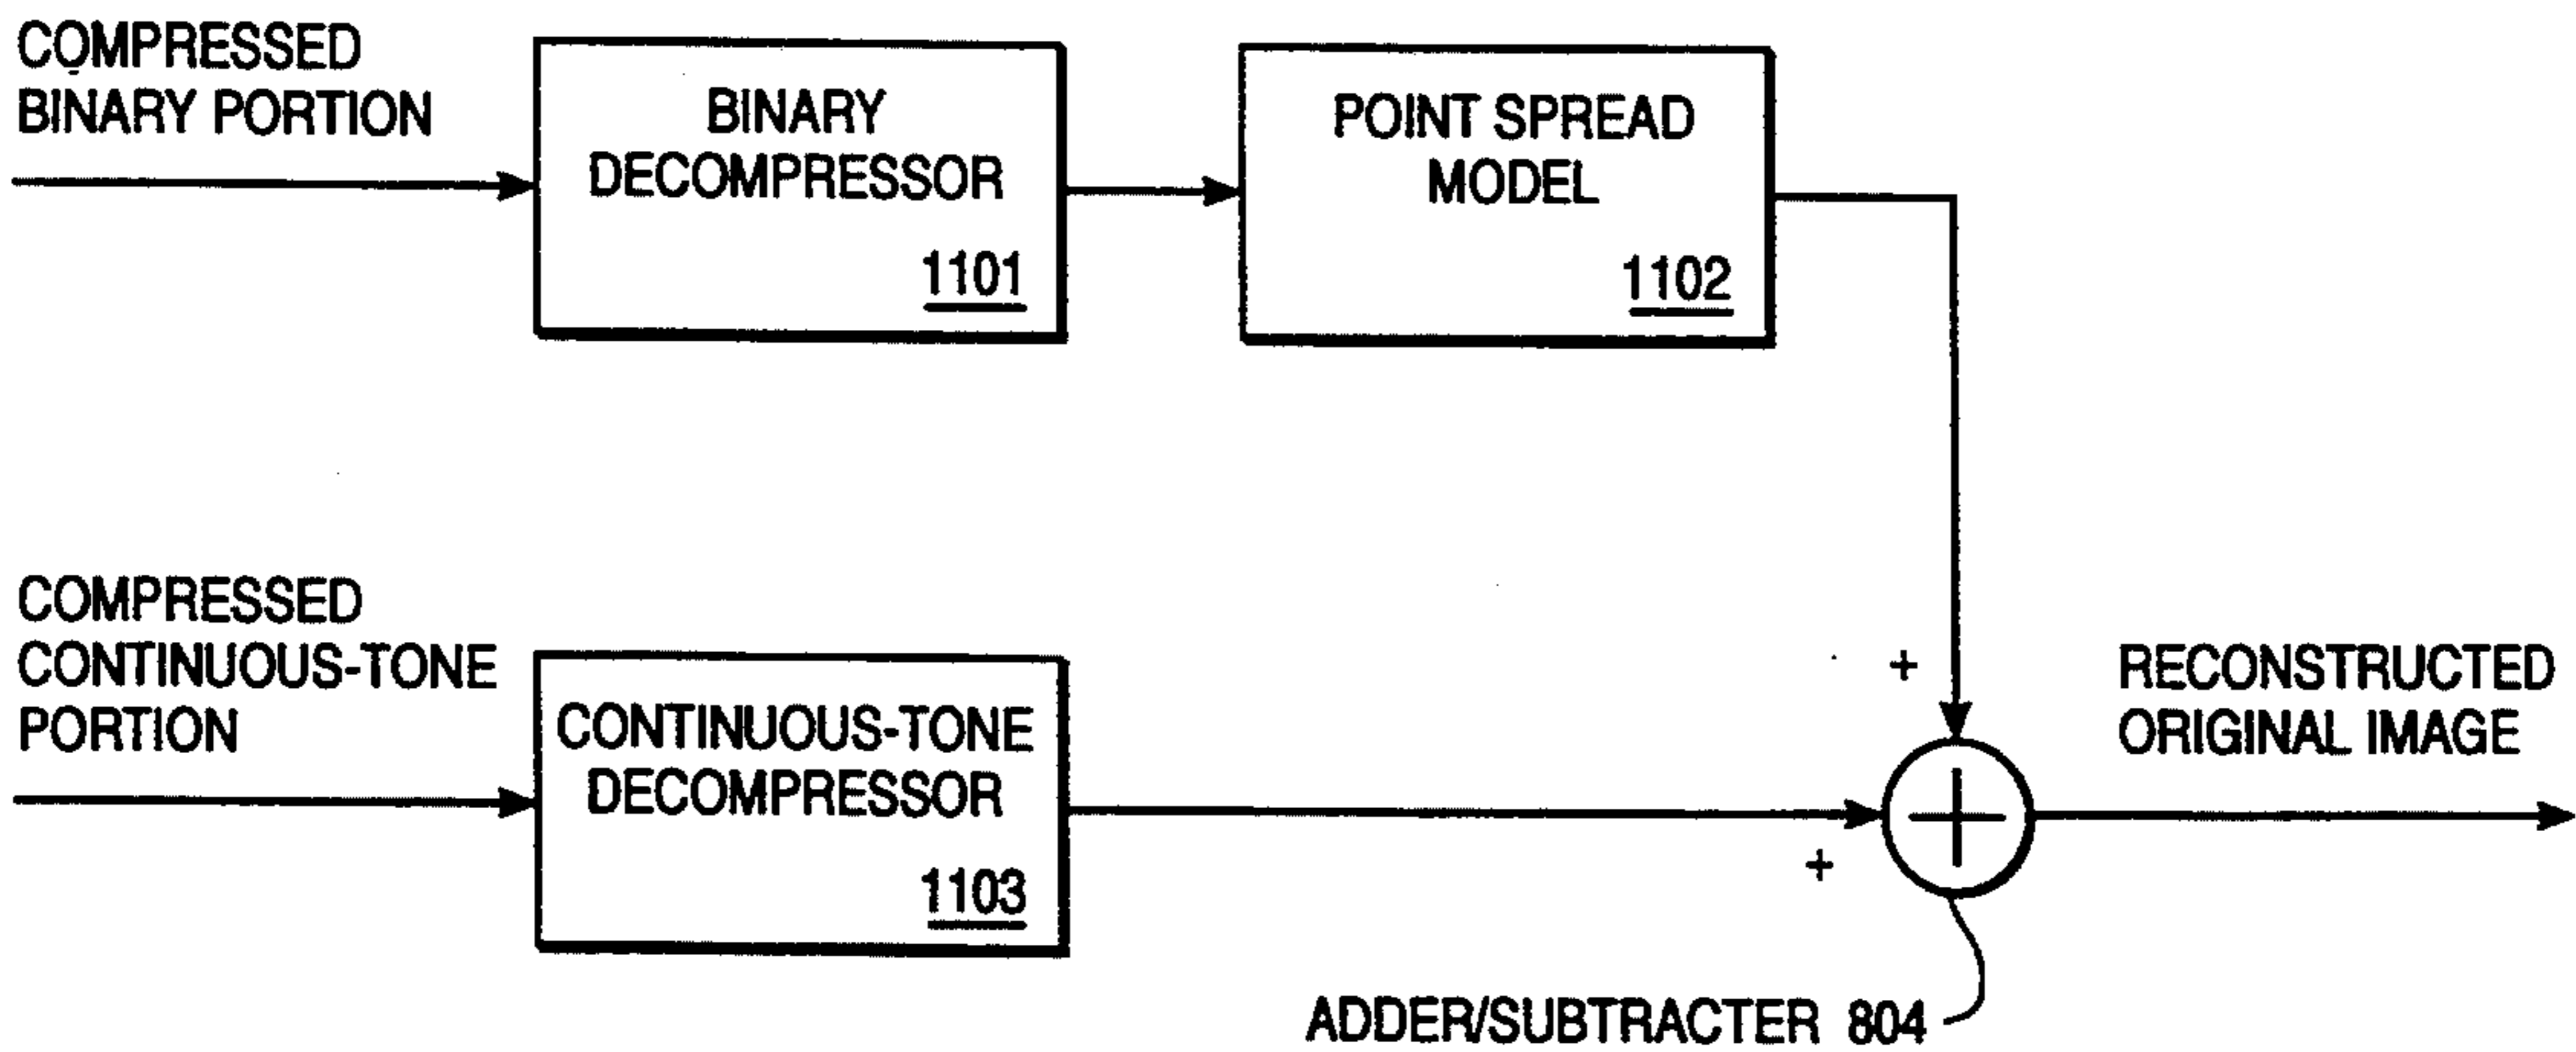 COMPRESSED
BINARY PORTION
BINARY
DECOMPRESSOR
1101
POINT SPREAD
MODEL
1102
COMPRESSED
CONTINUOUS-TONE
PORTION
CONTINUOUS-TONE
DECOMPRESSOR
1103
+
+
RECONSTRUCTED
ORIGINAL IMAGE
ADDER/SUBTRACTER 804